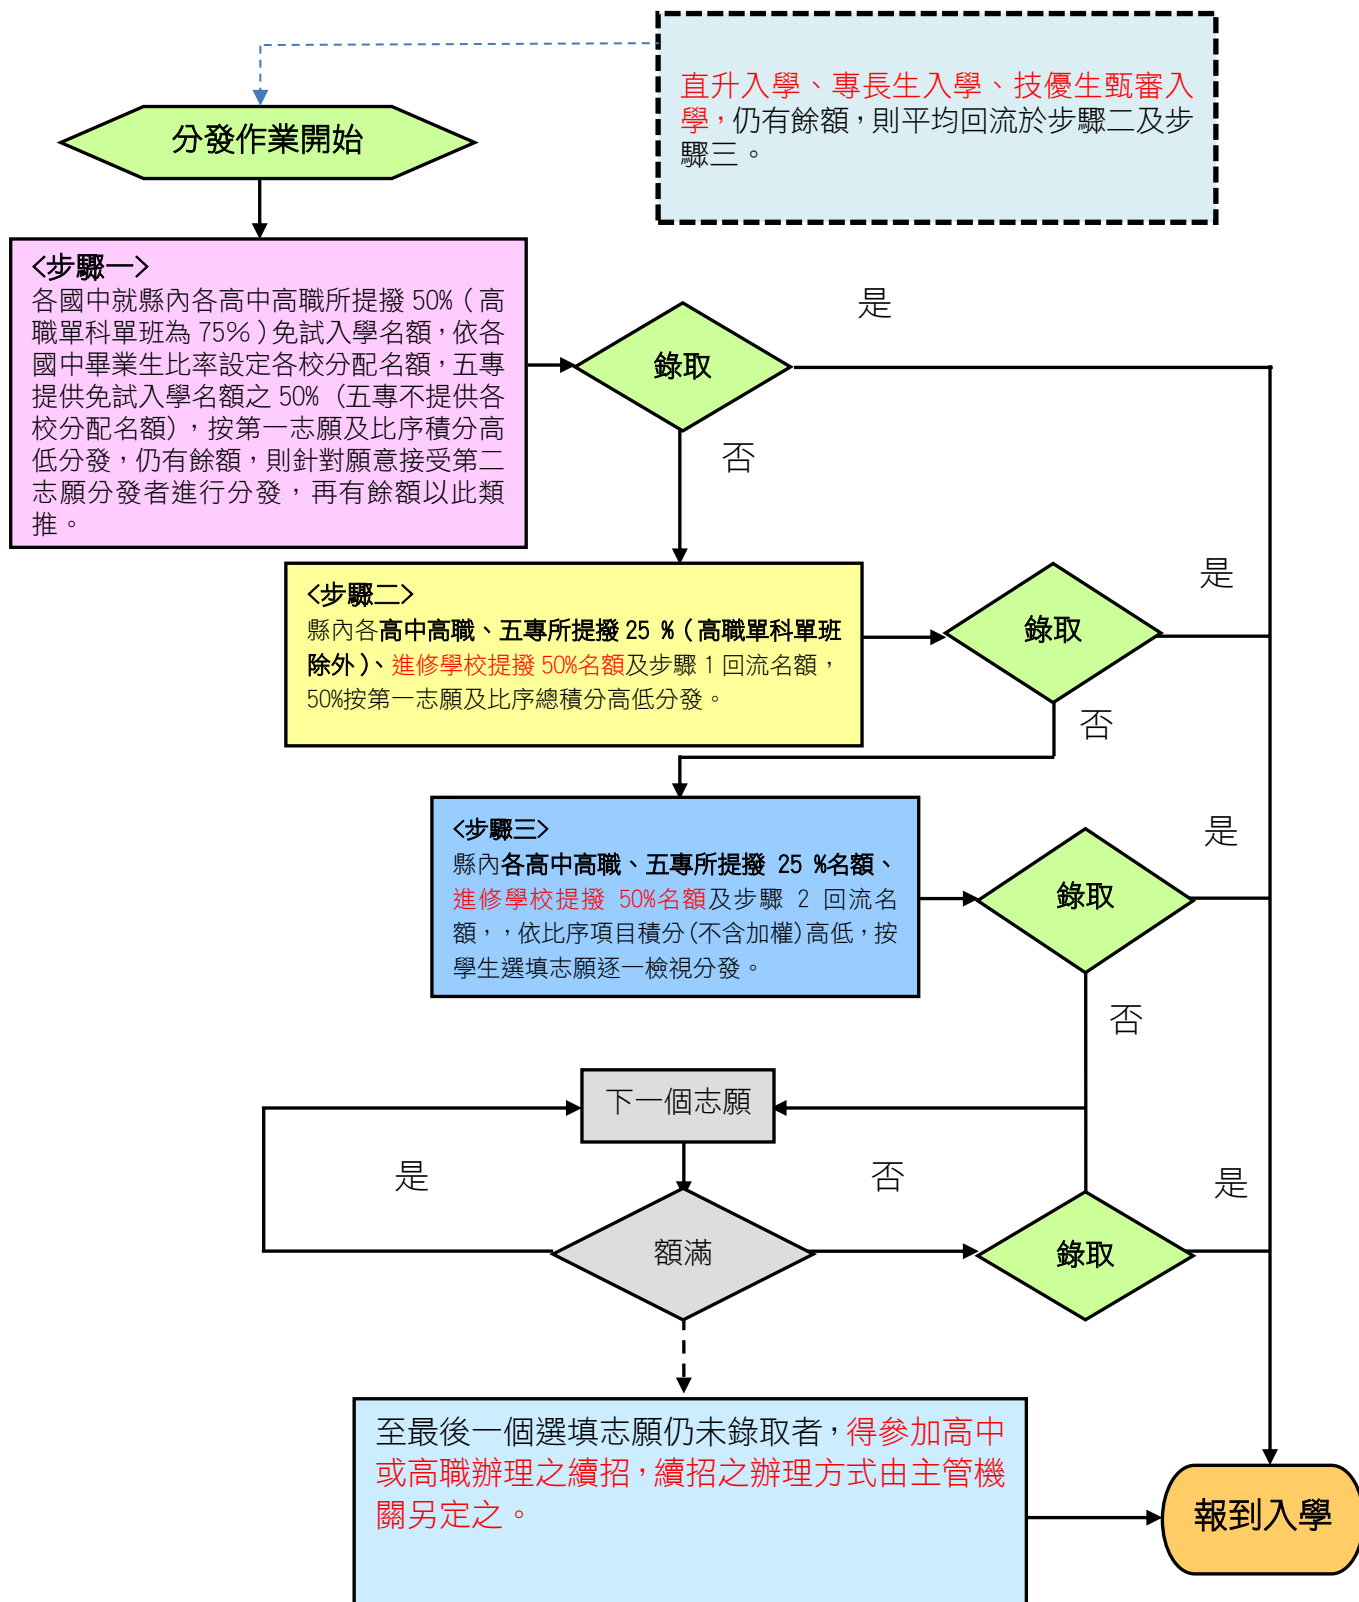 直升入學、專長生入學、技優生甄審入
學,仍有餘額,則平均回流於步驟二及步
驟三。
分發作業開始
<步驟一>
各國中就縣內各高中高職所提撥 50%(高
職單科單班為 75%)免試入學名額,依各
國中畢業生比率設定各校分配名額,五專
提供免試入學名額之 50% (五專不提供各
校分配名額),按第一志願及比序積分高
低分發,仍有餘額,則針對願意接受第二
志願分發者進行分發,再有餘額以此類
推。
錄取
是
否
<步驟二>
縣內各高中高職、五專所提撥 25 %(高職單科單班
除外)、進修學校提撥 50%名額及步驟 1 回流名額,
50%按第一志願及比序總積分高低分發。
錄取
是
否
<步驟三>
縣內各高中高職、五專所提撥 25 %名額、
進修學校提撥 50%名額及步驟 2 回流名
額,,依比序項目積分(不含加權)高低,按
學生選填志願逐一檢視分發。
錄取
是
否
下一個志願
是
否
是
額滿
錄取
至最後一個選填志願仍未錄取者,得參加高中
或高職辦理之續招,續招之辦理方式由主管機
關另定之。
報到入學